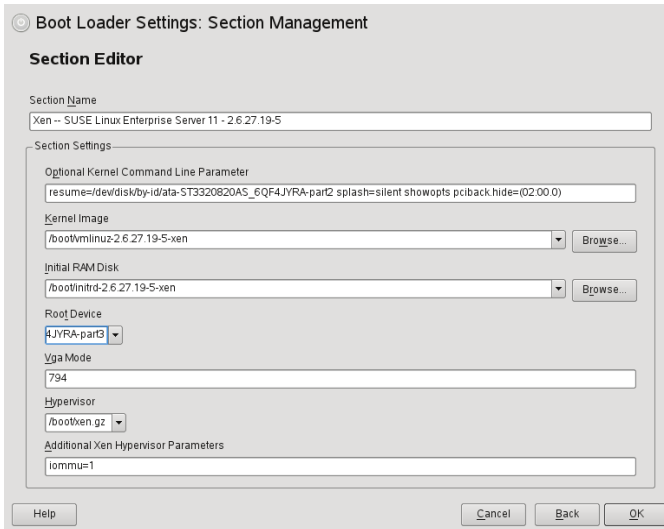 Boot Loader Settings: Section Management
Section Editor
Section Name
Xen -- SUSE Linux Enterprise Server 11 - 2.6.27.19-5
Section Settings
Optional Kernel Command Line Parameter
resume=/dev/disk/by-id/ata-ST3320820AS_6QF4JYRA-part2 splash=silent showopts pciback.hide=(02:00.0)
Kernel Image
/boot/vmlinuz-2.6.27.19-5-xen
Browse...
Initial RAM Disk
/boot/initrd-2.6.27.19-5-xen
Browse...
Root Device
4JYRA-part3
Vga Mode
794
Hypervisor
/boot/xen.gz
Additional Xen Hypervisor Parameters
iommu=1
Help
Cancel
Back
OK